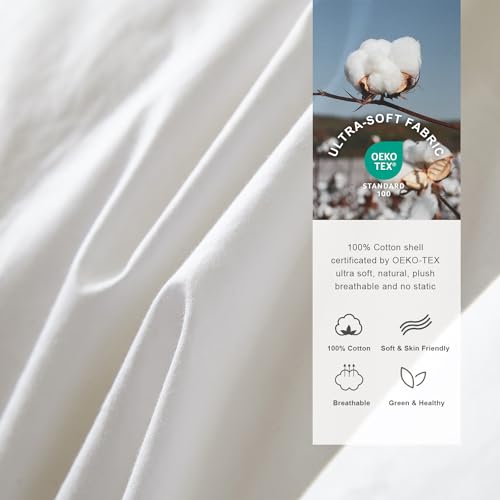 ULTRA-SOFT FABRIC
OEKO
TEX®
STANDARD
100
100% Cotton shell
certificated by OEKO-TEX
ultra soft, natural, plush
breathable and no static
100% Cotton
Soft & Skin Friendly
Breathable
Green & Healthy